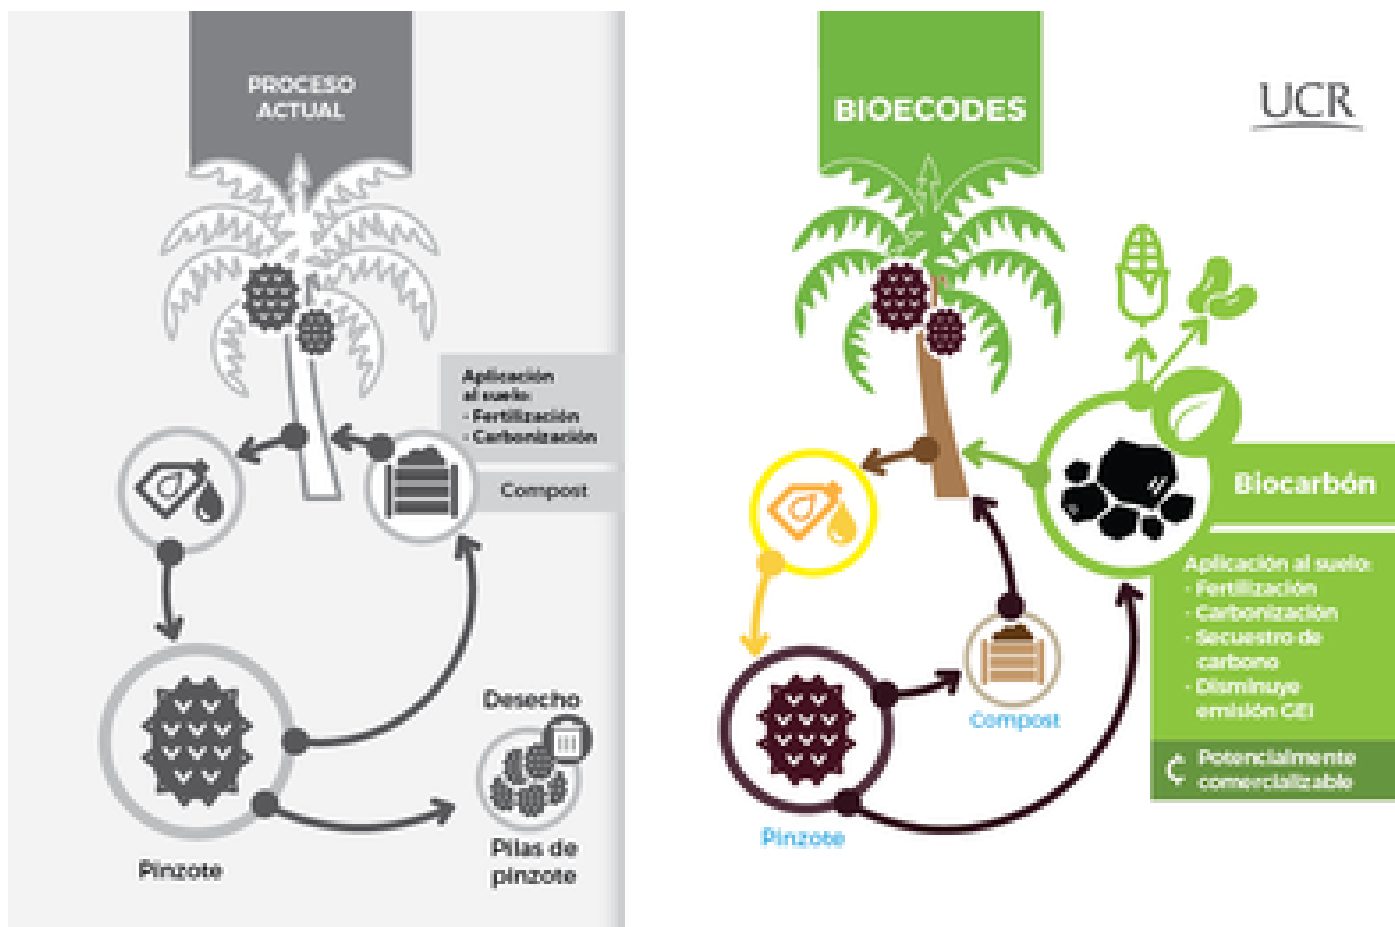 PROCESO
ACTUAL
Aplicación
al suelo:
- Fertilización
- Carbonización
Compost
Desecho
Pilas de
pinzote
Pinzote
BIOECODES
UCR
Biocarbón
Aplicación al suelo:
- Fertilización
- Carbonización
- Secuestro de
carbono
- Disminuye
emisión GEI
₵ Potencialmente
comercializable
Compost
Pinzote